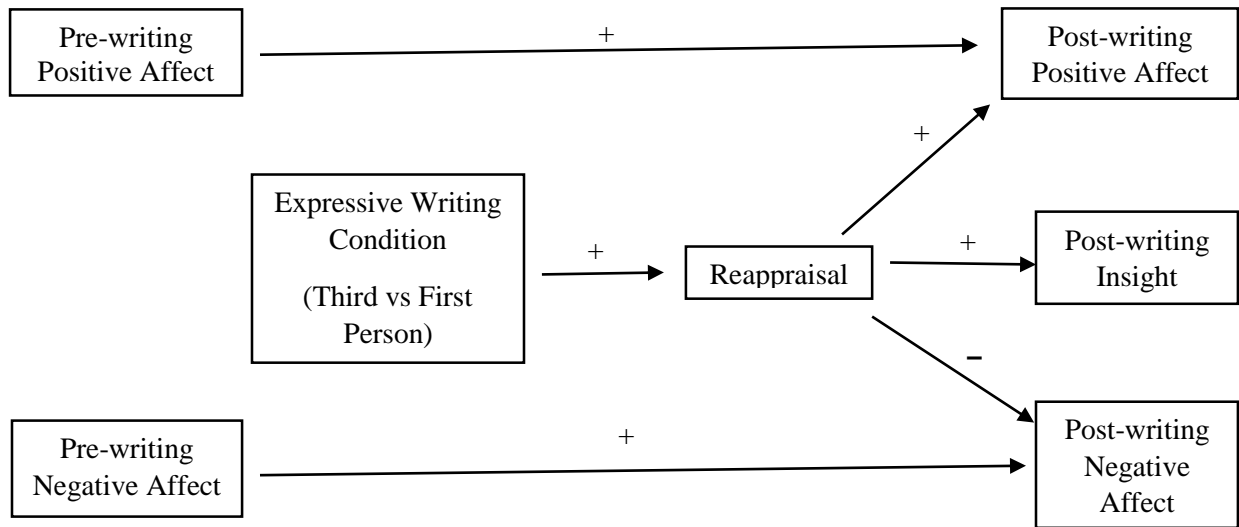 Pre-writing
Positive Affect
+
Post-writing
Positive Affect
+
Expressive Writing
Condition
(Third vs First
Person)
+
Reappraisal
+
Post-writing
Insight
-
Pre-writing
Negative Affect
+
Post-writing
Negative
Affect